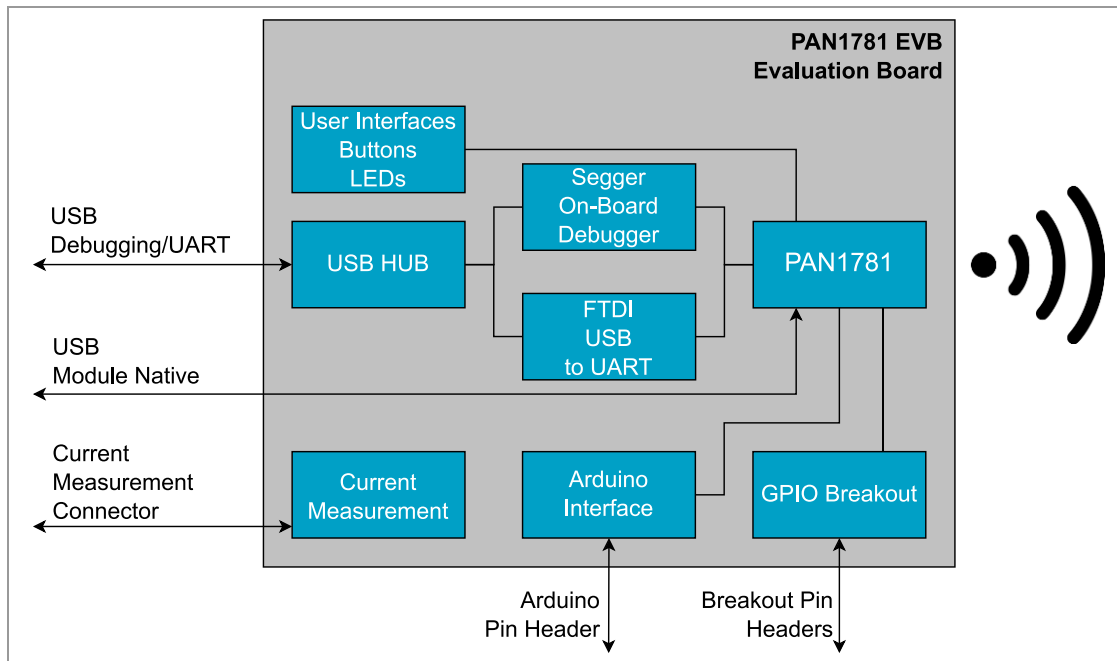 PAN1781 EVB
Evaluation Board
User Interfaces
Buttons
LEDs
Segger
On-Board
Debugger
USB
Debugging/UART
USB HUB
PAN1781
FTDI
USB
to UART
USB
Module Native
Current
Measurement
Connector
Current
Measurement
Arduino
Interface
GPIO Breakout
Arduino
Pin Header
Breakout Pin
Headers